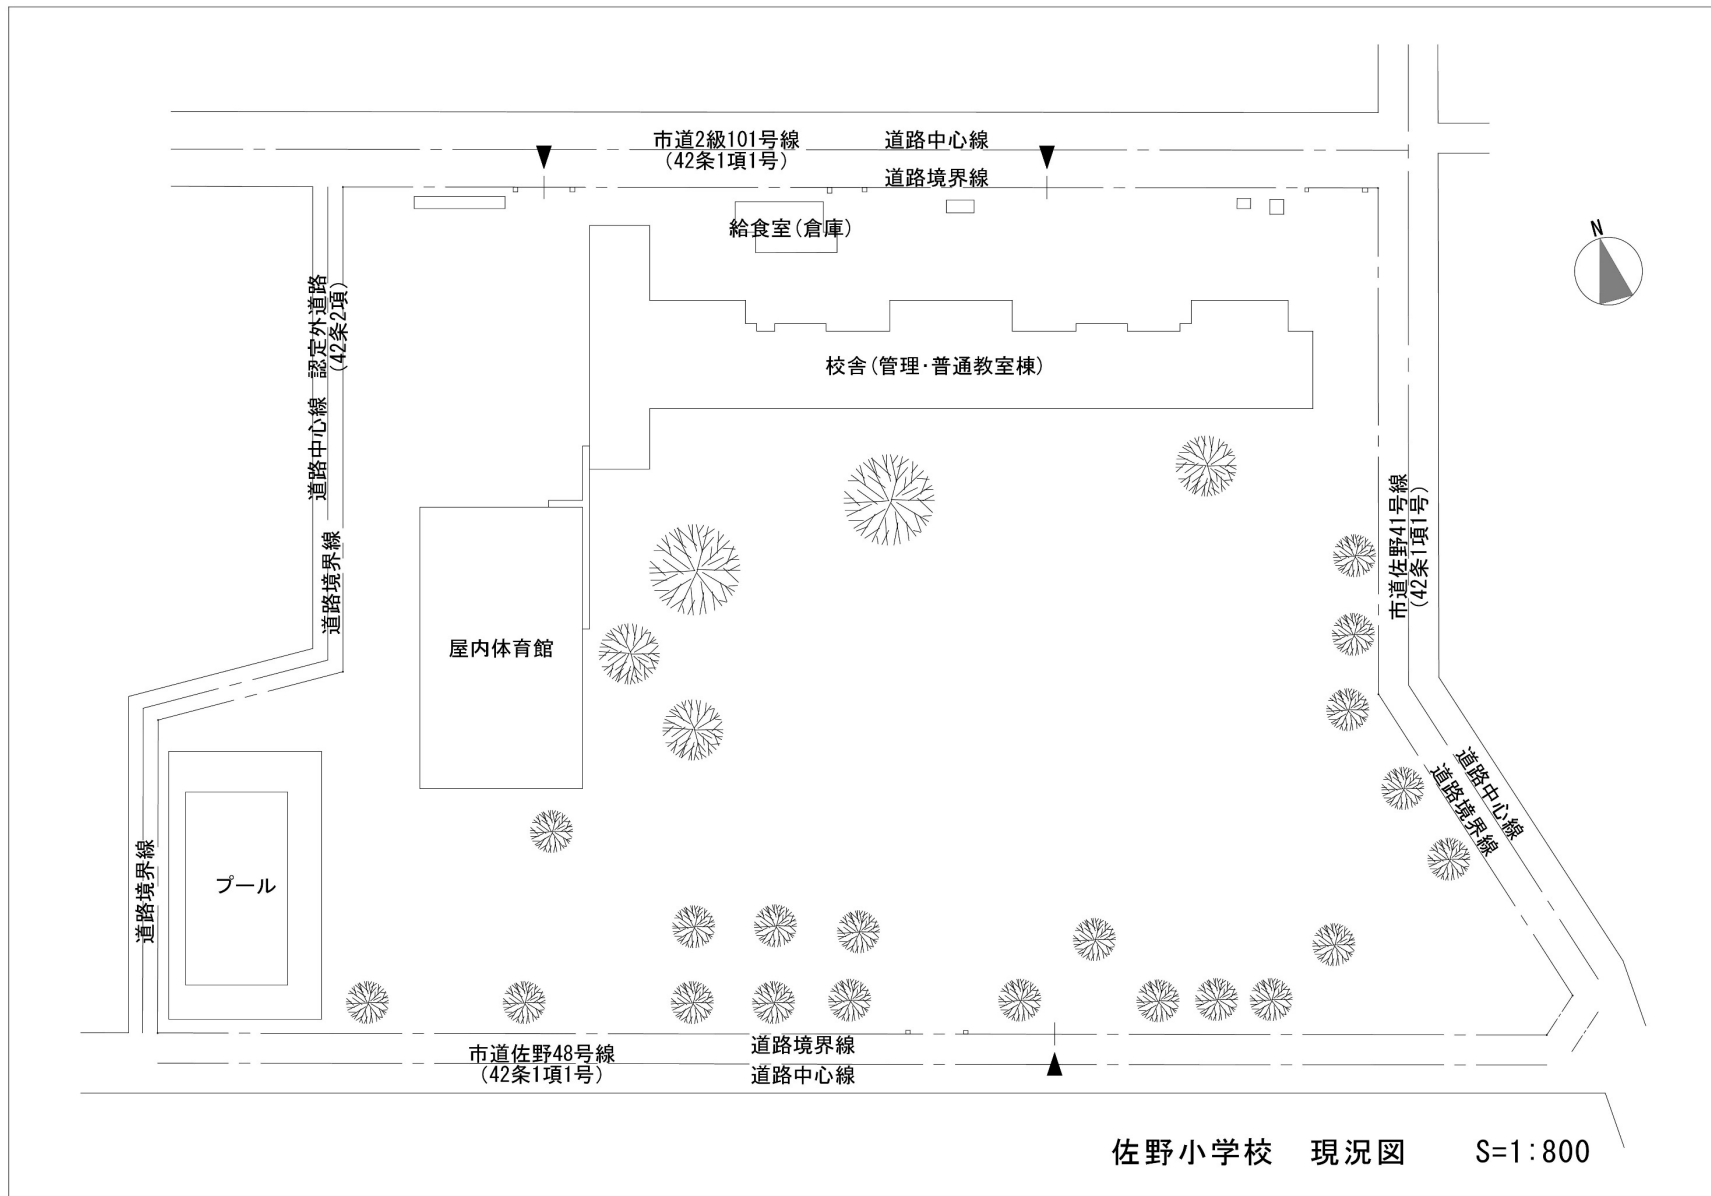 市道2級101号線
(42条1項1号)
道路中心線
道路境界線
給食室(倉庫)
N
認定外道路
(42条2項)
道路中心線
道路境界線
校舎(管理・普通教室棟)
市道佐野41号線
(42条1項1号)
屋内体育館
道路中心線
道路境界線
道路境界線
プール
市道佐野48号線
(42条1項1号)
道路境界線
道路中心線
佐野小学校 現況図 S=1:800